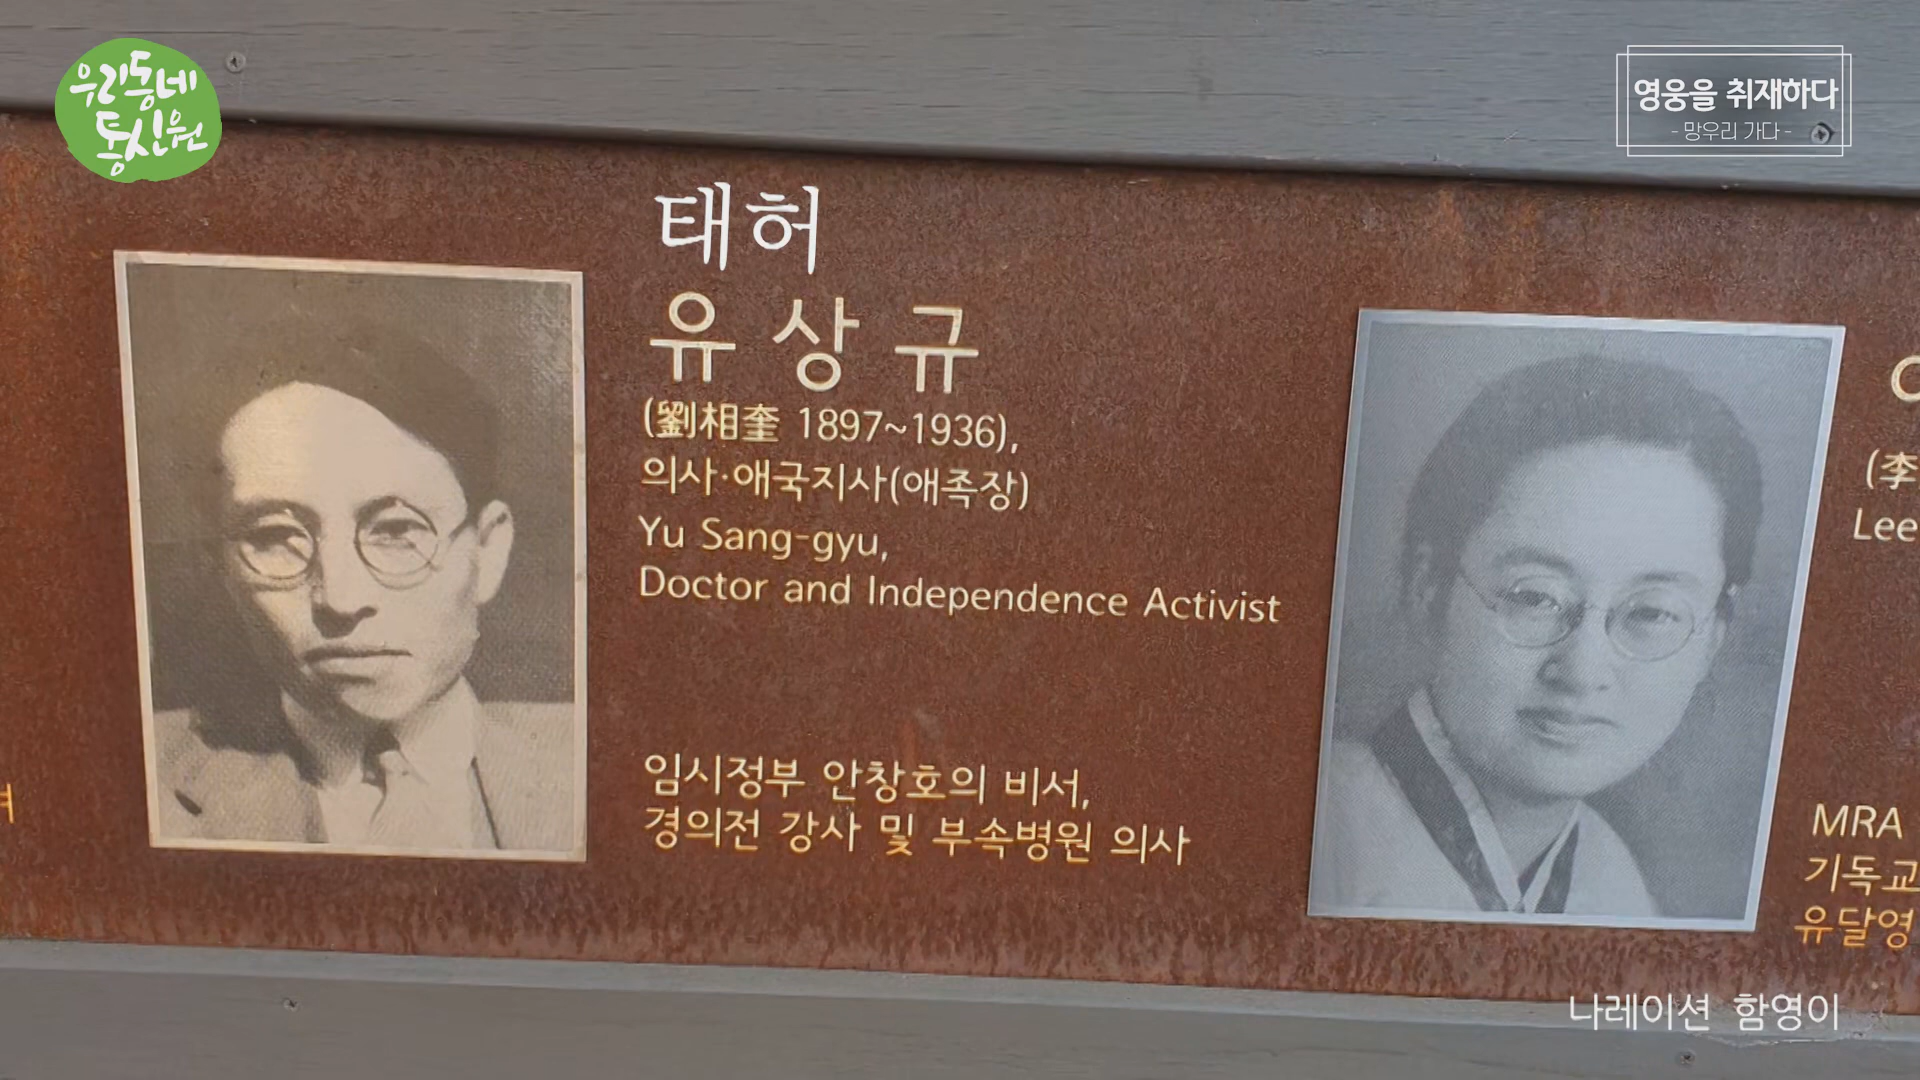 우리동네
통신원
영웅을 취재하다
- 망우리 가다 -
태허
유상규
(劉相奎 1897~1936),
의사·애국지사(애족장)
Yu Sang-gyu,
Doctor and Independence Activist
임시정부 안창호의 비서,
경의전 강사 및 부속병원 의사
(李
Lee
MRA
기독교
유달영
나레이션 함영이